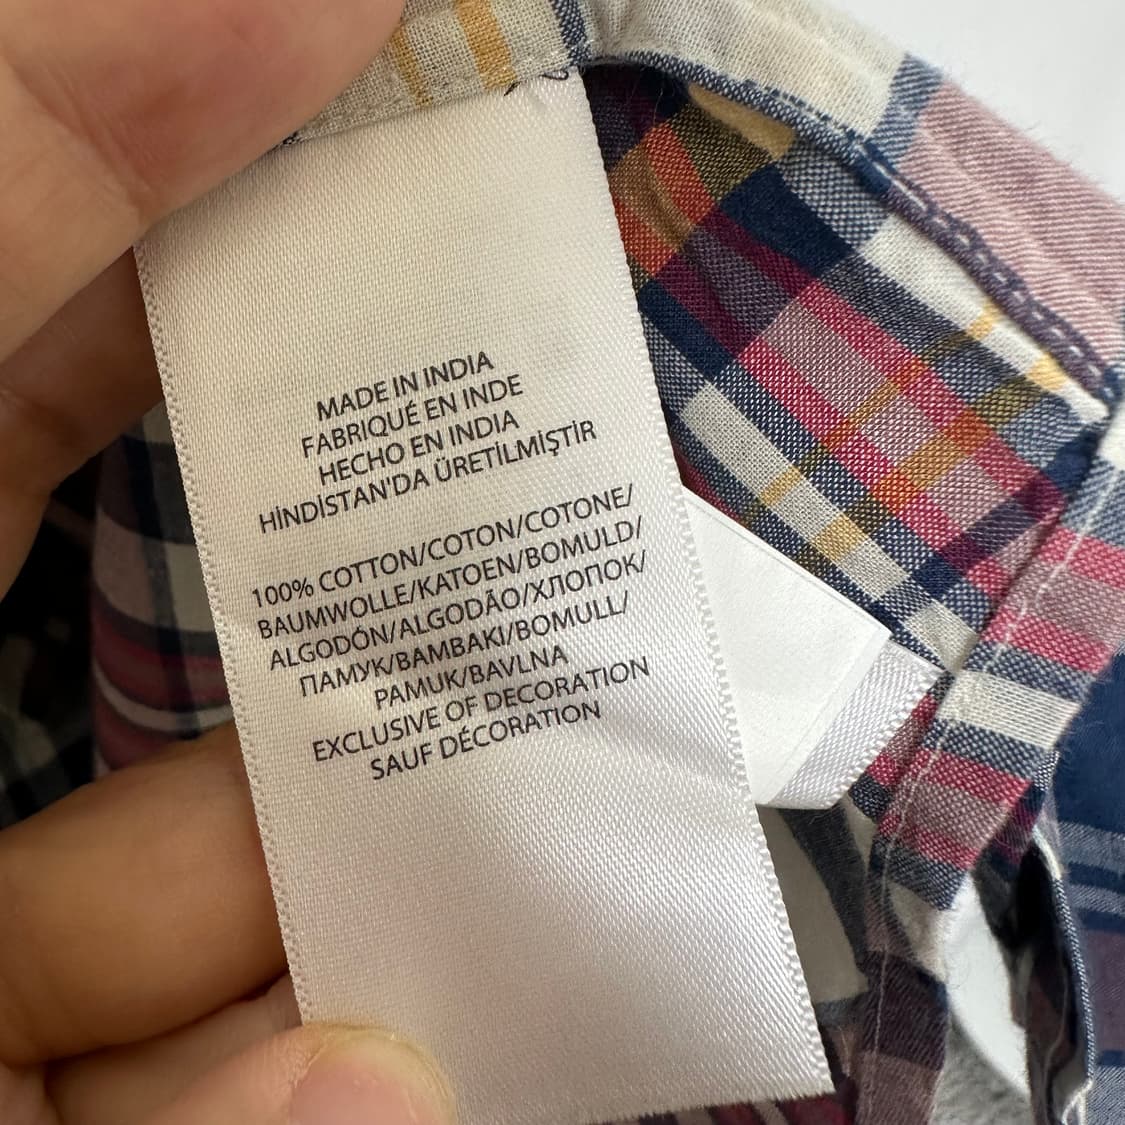 MADE IN INDIA
FABRIQUÉ EN INDE
HECHO EN INDIA
HİNDİSTAN'DA ÜRETİLMİŞTİR
100% COTTON/COTON/COTONE/
BAUMWOLLE/KATOEN/BOMULD/
ALGODÓN/ALGODÃO/ХЛОПОК/
ПАМУК/BAMBAKI/BOMULL/
PAMUK/BAVLNA
EXCLUSIVE OF DECORATION
SAUF DÉCORATION